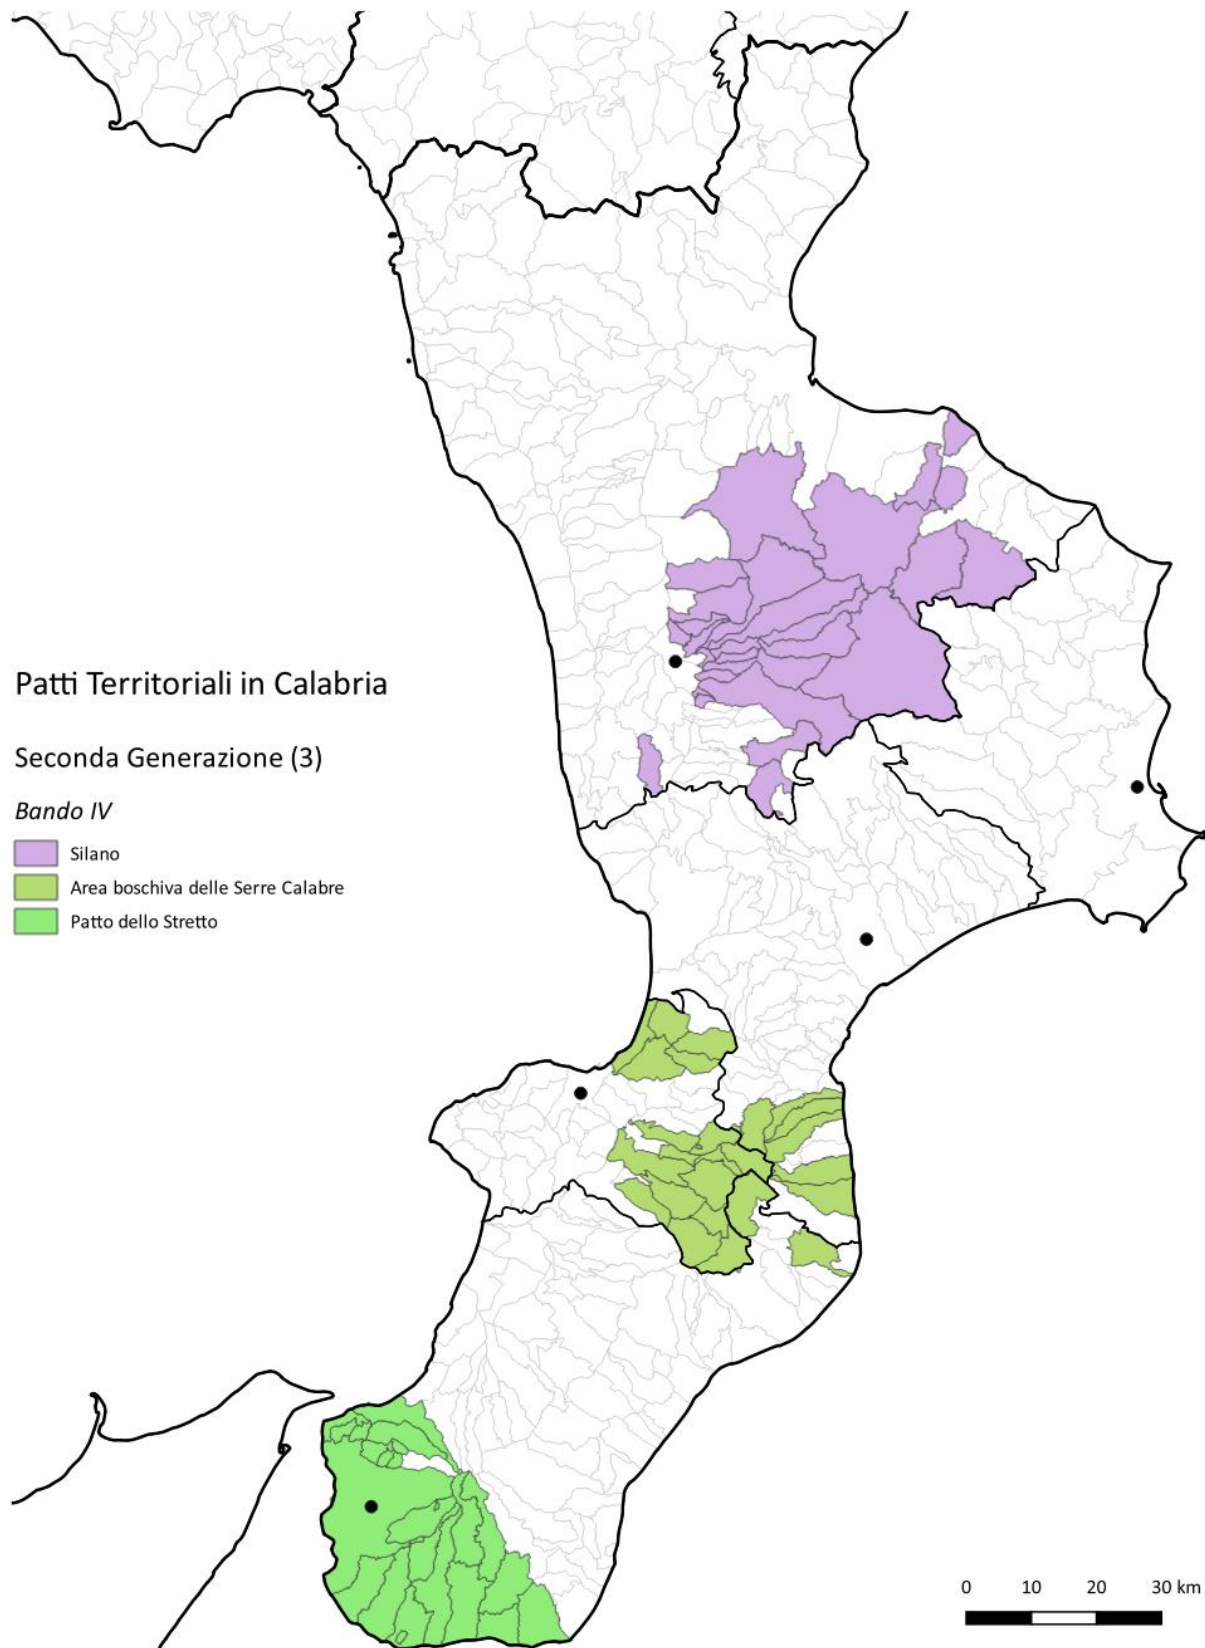 Patti Territoriali in Calabria
Seconda Generazione (3)
Bando IV
Silano
Area boschiva delle Serre Calabre
Patto dello Stretto
0 10 20 30 km